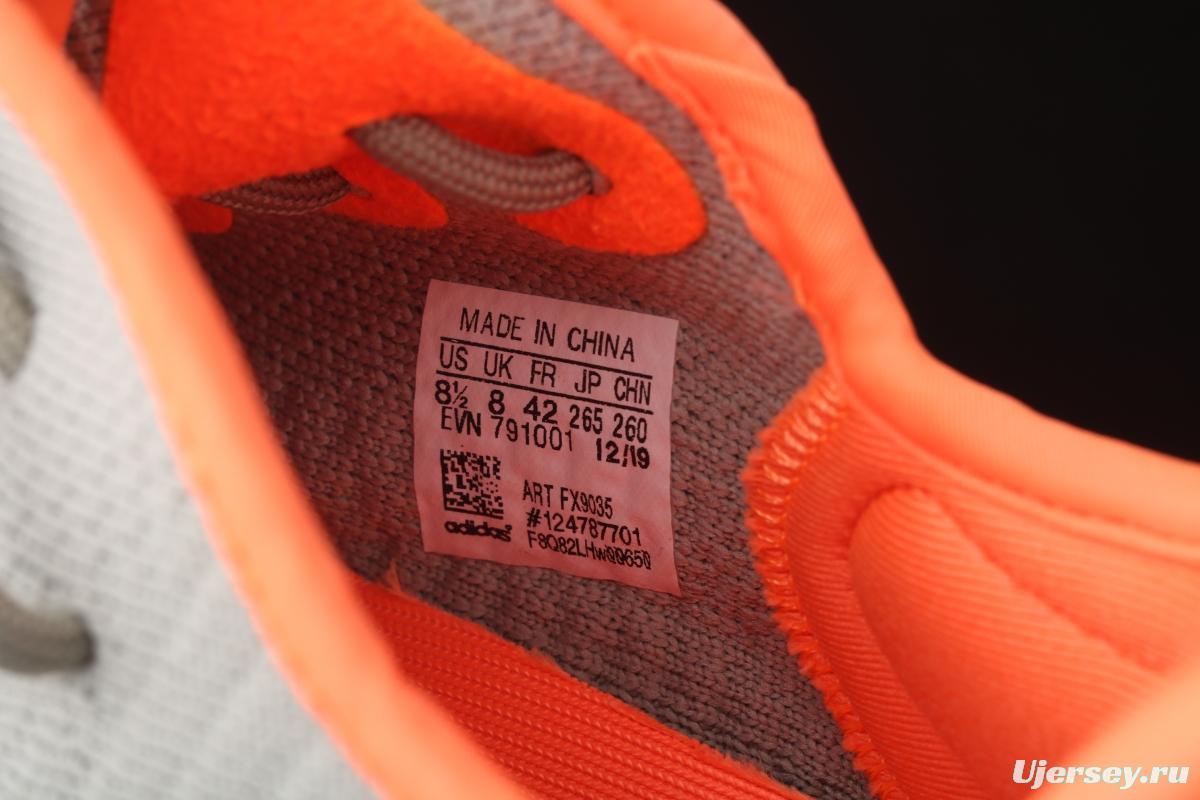 MADE IN CHINA
US UK FR JP CHN
8½ 8 42 265 260
EVN 791001 12/19
ART FX9035
#124787701
adidas
Ujersey.ru